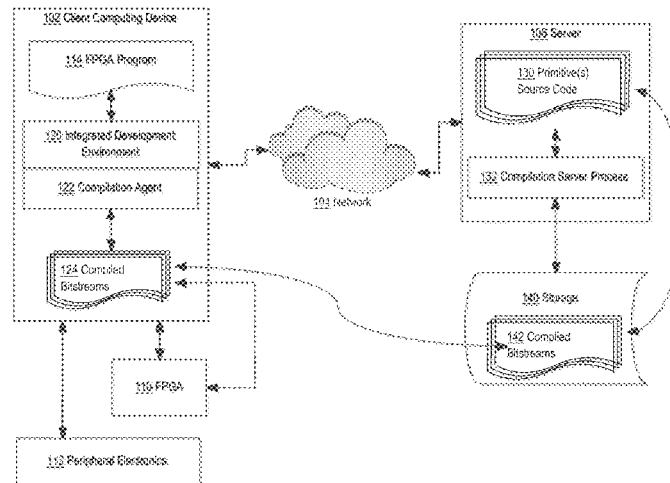 102 Client Computing Device
114 FPGA Program
120 Integrated Development
Environment
122 Compilation Agent
124 Compiled
Bitstreams
110 FPGA
112 Peripheral Electronics
104 Network
106 Server
130 Primitive(s)
Source Code
132 Compilation Server Process
140 Storage
142 Compiled
Bitstreams